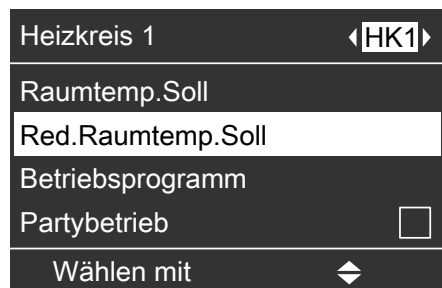 Heizkreis 1 HK1
Raumtemp.Soll
Red.Raumtemp.Soll
Betriebsprogramm
Partybetrieb
Wählen mit